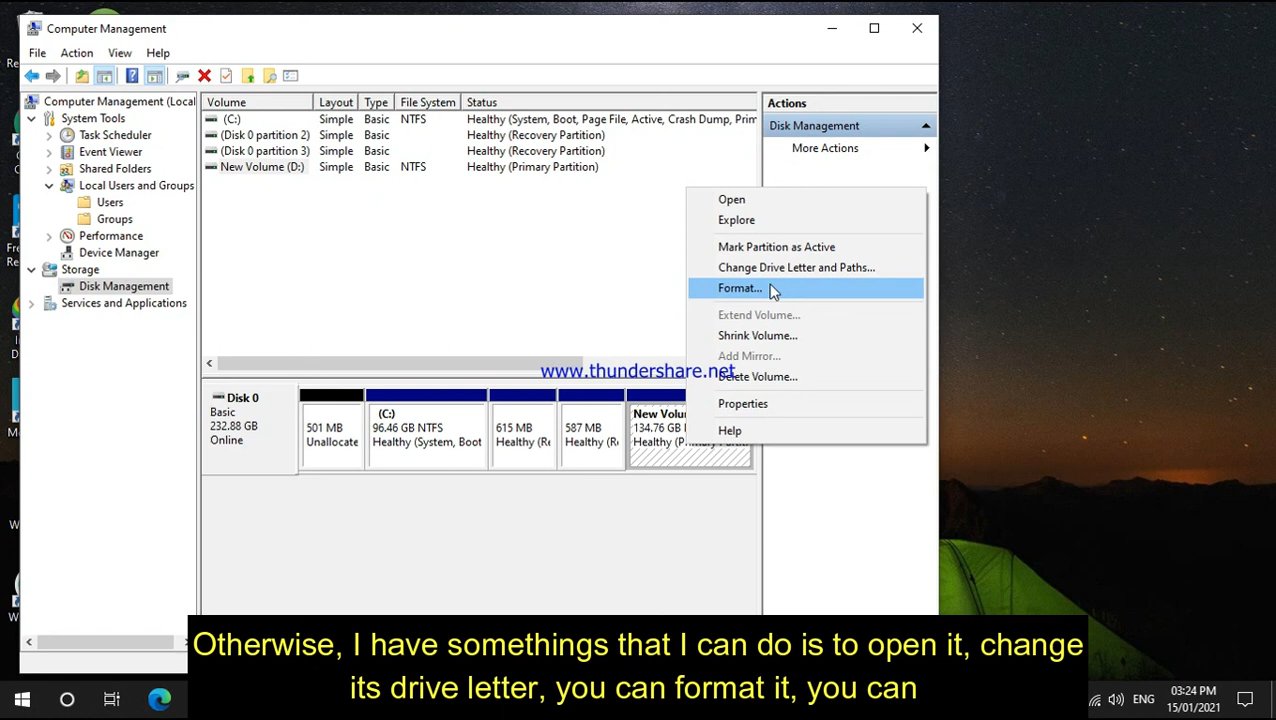 Computer Management
File Action View Help
Computer Management (Local
System Tools
Task Scheduler
Event Viewer
Shared Folders
Local Users and Groups
Users
Groups
Performance
Device Manager
Storage
Disk Management
Services and Applications
Volume Layout Type File System Status
(C:) Simple Basic NTFS Healthy (System, Boot, Page File, Active, Crash Dump, Prim
(Disk 0 partition 2) Simple Basic Healthy (Recovery Partition)
(Disk 0 partition 3) Simple Basic Healthy (Recovery Partition)
New Volume (D:) Simple Basic NTFS Healthy (Primary Partition)
Actions
Disk Management
More Actions
Open
Explore
Mark Partition as Active
Change Drive Letter and Paths...
Format...
Extend Volume...
Shrink Volume...
Add Mirror...
Delete Volume...
Properties
Help
www.thundershare.net
Disk 0
Basic
232.88 GB
Online
501 MB
Unallocate
(C:)
96.46 GB NTFS
Healthy (System, Boot
615 MB
Healthy (Re
587 MB
Healthy (Re
New Volu
134.76 GB
Healthy (P
Otherwise, I have somethings that I can do is to open it, change
its drive letter, you can format it, you can
ENG
03:24 PM
15/01/2021